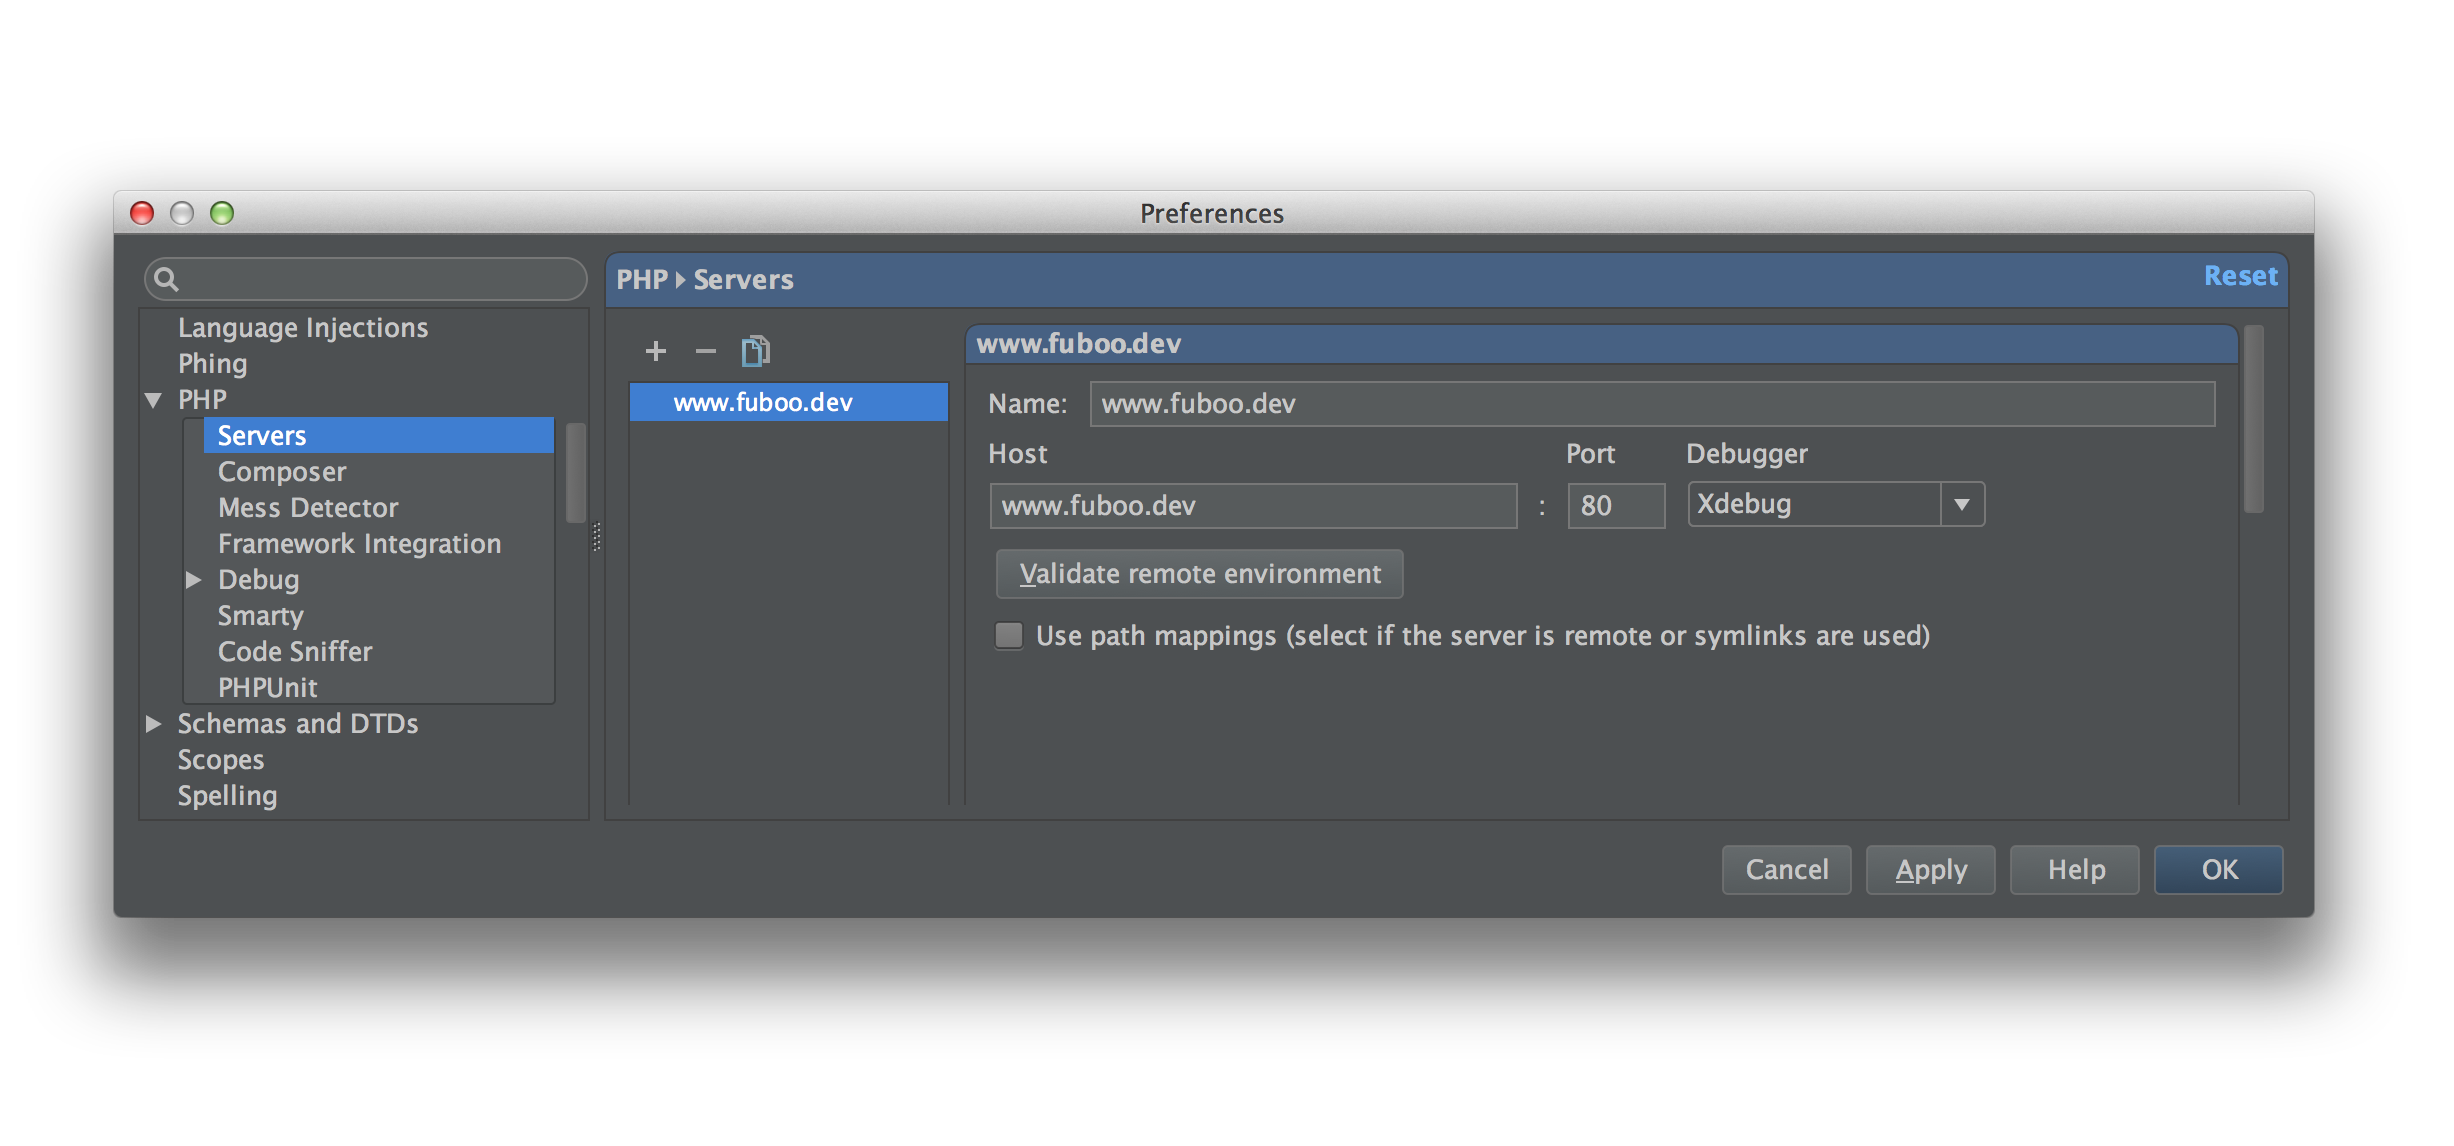 Preferences
Language Injections
Phing
PHP
Servers
Composer
Mess Detector
Framework Integration
Debug
Smarty
Code Sniffer
PHPUnit
Schemas and DTDs
Scopes
Spelling
PHP Servers
Reset
www.fuboo.dev
www.fuboo.dev
Name: www.fuboo.dev
Host Port Debugger
www.fuboo.dev : 80 Xdebug
Validate remote environment
Use path mappings (select if the server is remote or symlinks are used)
Cancel Apply Help OK